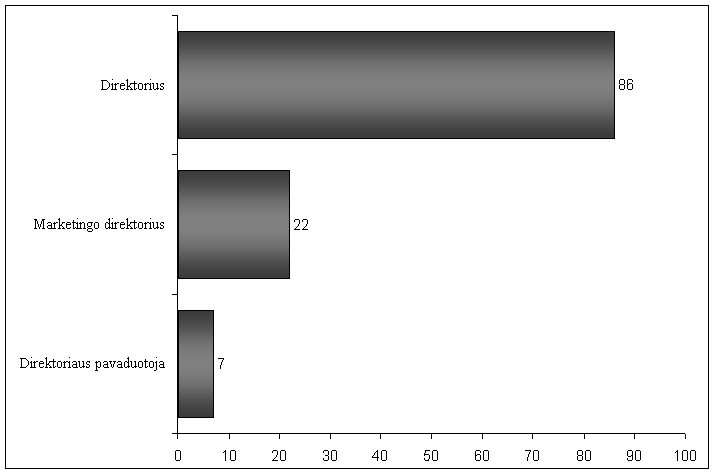 Direktorius 86
Marketingo direktorius 22
Direktoriaus pavaduotoja 7
0 10 20 30 40 50 60 70 80 90 100